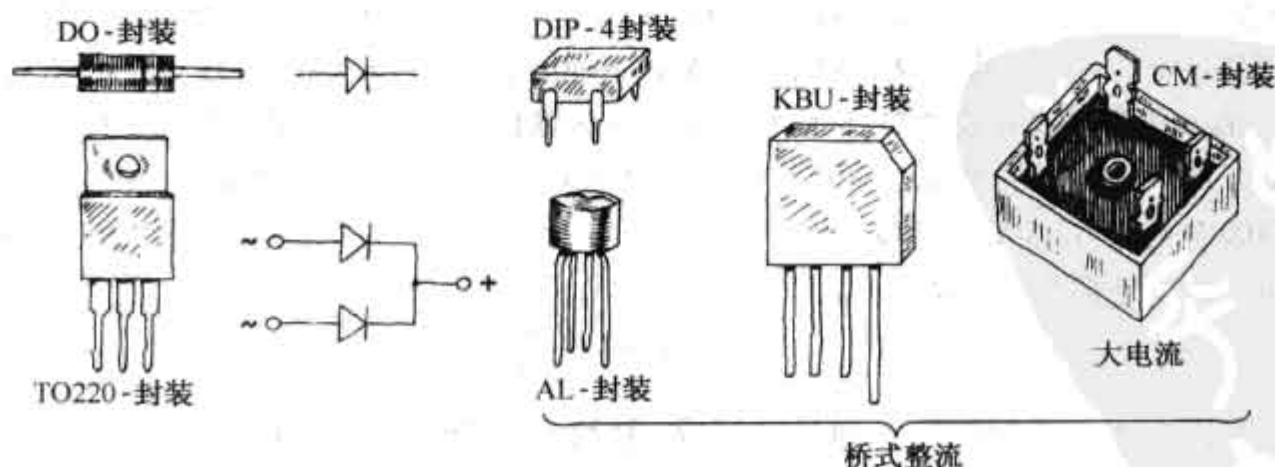 DO-封装
DIP-4封装
KBU-封装
CM-封装
~
+
~
TO220-封装
AL-封装
大电流
桥式整流